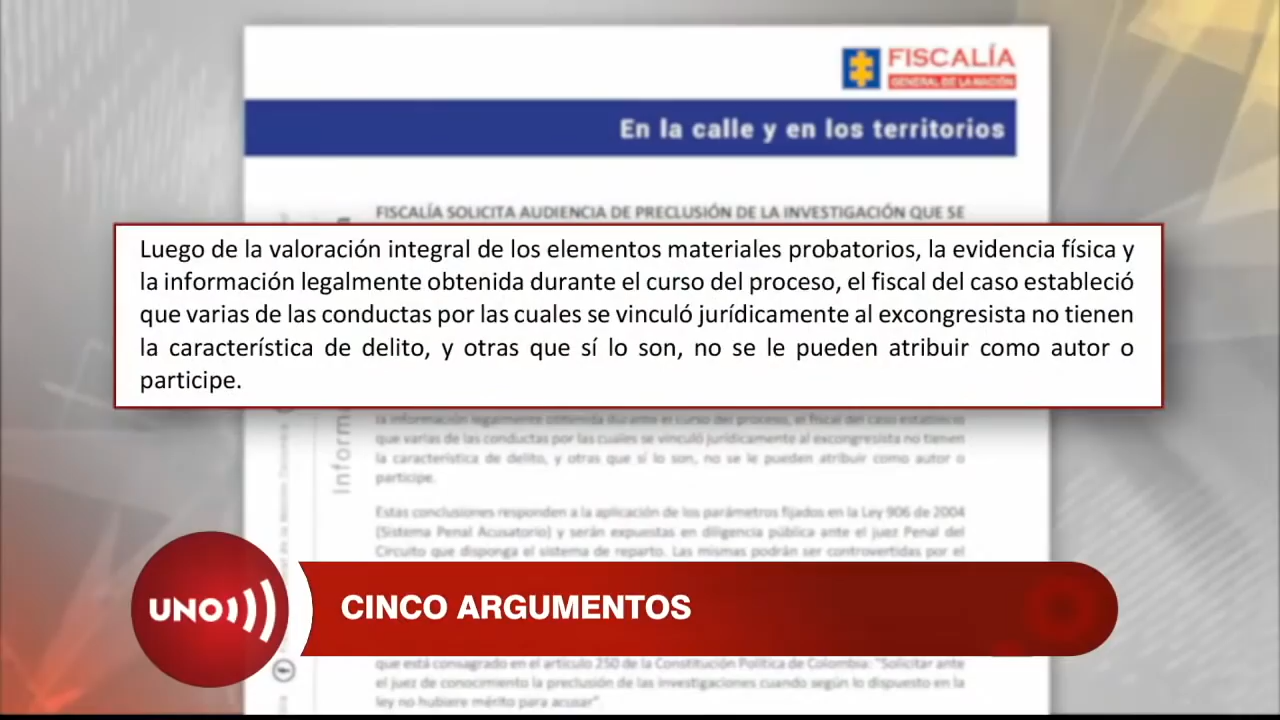 FISCALÍA
GENERAL DE LA NACIÓN
En la calle y en los territorios
FISCALÍA SOLICITA AUDIENCIA DE PRECLUSIÓN DE LA INVESTIGACIÓN QUE SE
Luego de la valoración integral de los elementos materiales probatorios, la evidencia física y
la información legalmente obtenida durante el curso del proceso, el fiscal del caso estableció
que varias de las conductas por las cuales se vinculó jurídicamente al excongresista no tienen
la característica de delito, y otras que sí lo son, no se le pueden atribuir como autor o
participe.
la información legalmente obtenida durante el curso del proceso, el fiscal del caso estableció
que varias de las conductas por las cuales se vinculó jurídicamente al excongresista no tienen
la característica de delito, y otras que sí lo son, no se le pueden atribuir como autor o
participe.
Inform
Estas conclusiones responden a la aplicación de los parámetros fijados en la Ley 906 de 2004
(Sistema Penal Acusatorio) y serán expuestas en diligencia pública ante el juez Penal del
Circuito que disponga el sistema de reparto. Las mismas podrán ser controvertidas por el
UNO
CINCO ARGUMENTOS
que está consagrado en el artículo 250 de la Constitución Política de Colombia: "Solicitar ante
el juez de conocimiento la preclusión de las investigaciones cuando según lo dispuesto en la
ley no hubiere mérito para acusar".